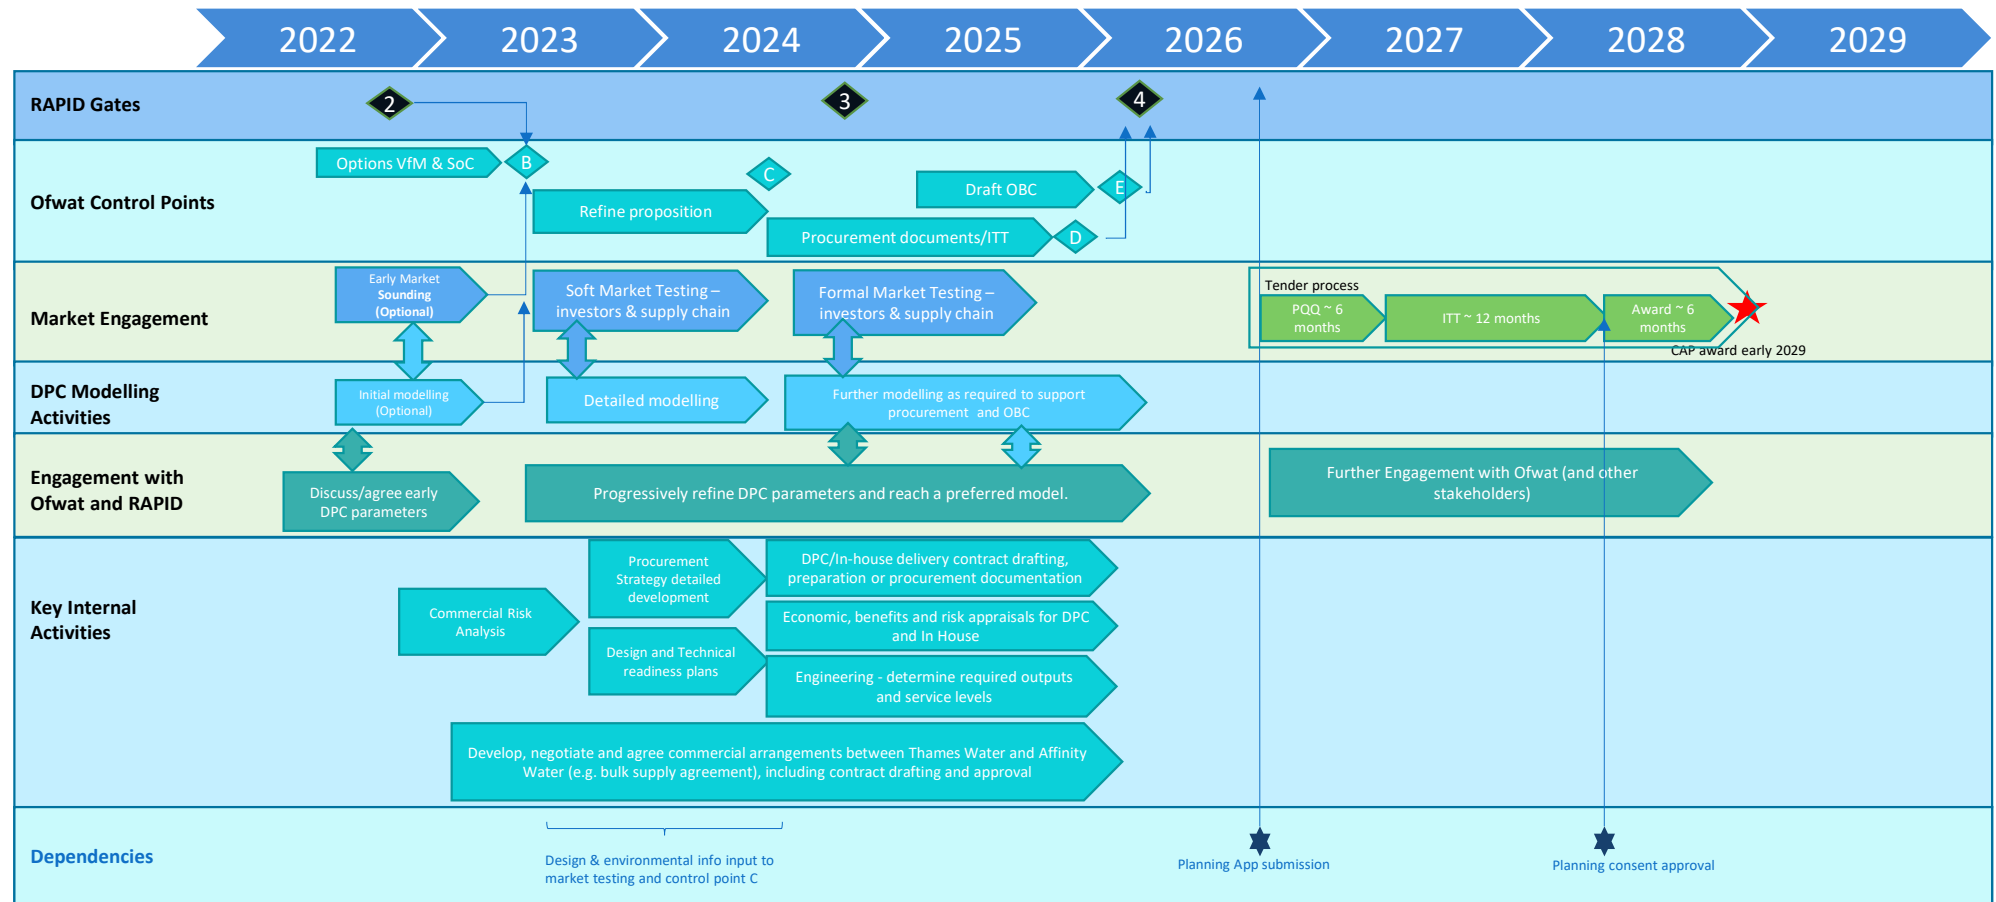 2022
2023
2024
2025
2026
2027
2028
2029
RAPID Gates
2
3
4
Ofwat Control Points
Options VfM & SoC
B
C
Refine proposition
Draft OBC
E
Procurement documents/ITT
D
Market Engagement
Early Market
Sounding
(Optional)
Soft Market Testing –
investors & supply chain
Formal Market Testing –
investors & supply chain
Tender process
PQQ ~ 6
months
ITT ~ 12 months
Award ~ 6
months
CAP award early 2029
DPC Modelling
Activities
Initial modelling
(Optional)
Detailed modelling
Further modelling as required to support
procurement and OBC
Engagement with
Ofwat and RAPID
Discuss/agree early
DPC parameters
Progressively refine DPC parameters and reach a preferred model.
Further Engagement with Ofwat (and other
stakeholders)
Key Internal
Activities
Commercial Risk
Analysis
Procurement
Strategy detailed
development
Design and Technical
readiness plans
DPC/In-house delivery contract drafting,
preparation or procurement documentation
Economic, benefits and risk appraisals for DPC
and In House
Engineering - determine required outputs
and service levels
Develop, negotiate and agree commercial arrangements between Thames Water and Affinity
Water (e.g. bulk supply agreement), including contract drafting and approval
Dependencies
Design & environmental info input to
market testing and control point C
Planning App submission
Planning consent approval